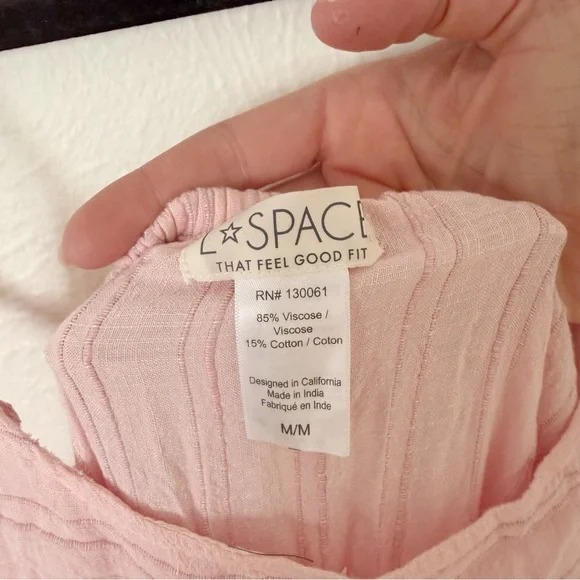 L☆SPACE
THAT FEEL GOOD FIT
RN# 130061
85% Viscose /
Viscose
15% Cotton / Coton
Designed in California
Made in India
Fabriqué en Inde
M/M